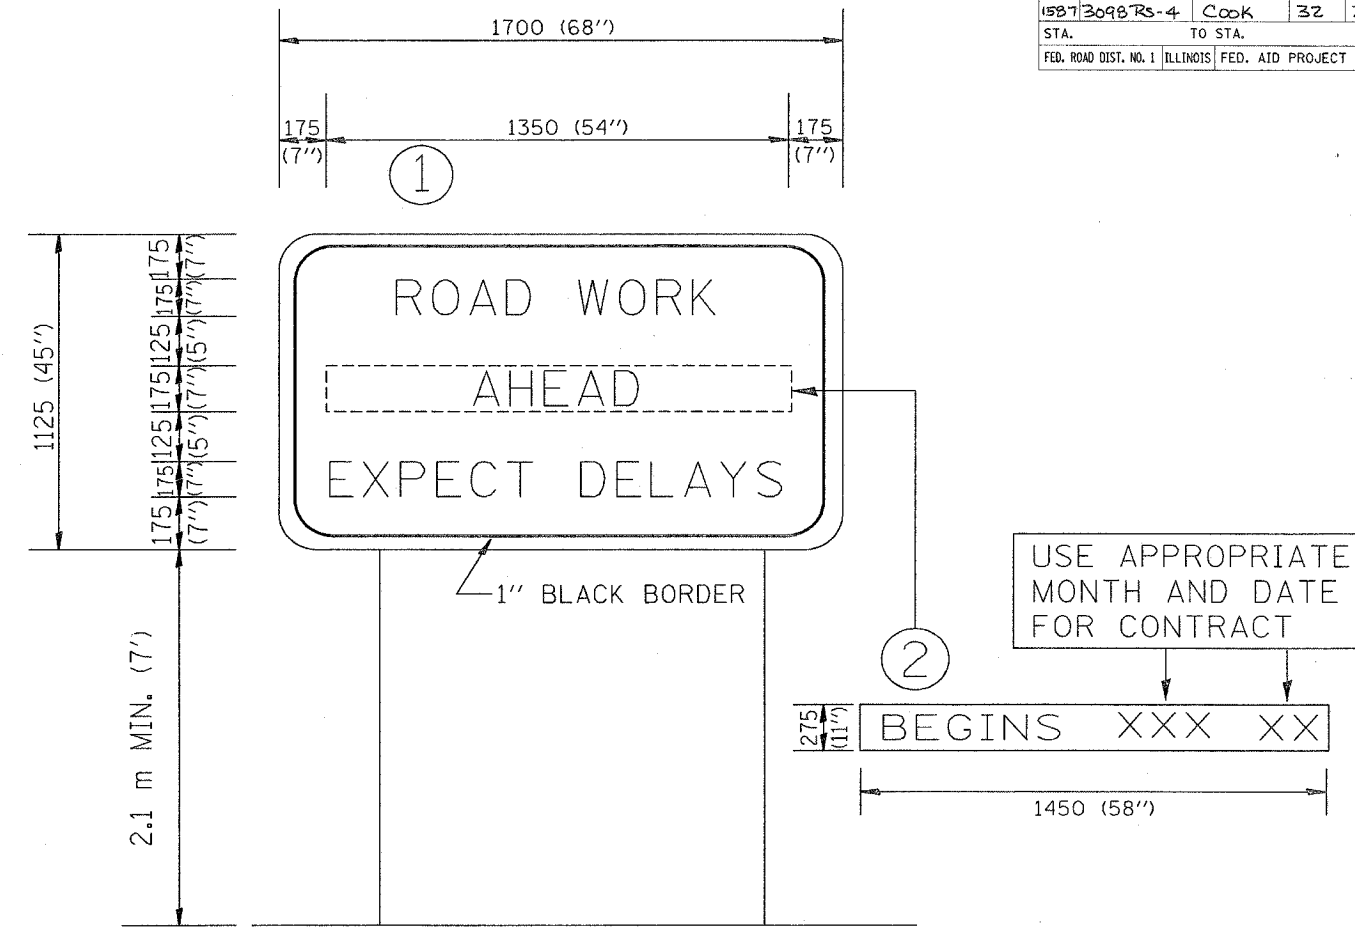 1587 3098 RS-4 Cook 32
STA. TO STA.
FED. ROAD DIST. NO. 1 ILLINOIS FED. AID PROJECT
1700 (68'')
175 (7'')
1350 (54'')
175 (7'')
1
1125 (45'')
175 (7'')
175 (7'')
125 (5'')
175 (7'')
125 (5'')
175 (7'')
175 (7'')
ROAD WORK
AHEAD
EXPECT DELAYS
1'' BLACK BORDER
2.1 m MIN. (7')
2
USE APPROPRIATE
MONTH AND DATE
FOR CONTRACT
275 (11'')
BEGINS XXX XX
1450 (58'')